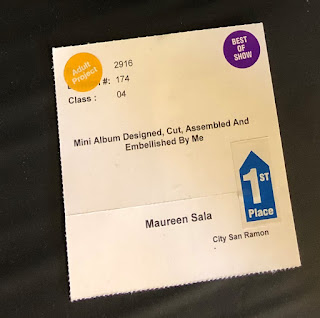 Adult
Project
2916
BEST
OF
SHOW
#: 174
Class : 04
Mini Album Designed, Cut, Assembled And
Embellished By Me
1ST
Place
Maureen Sala
City San Ramon